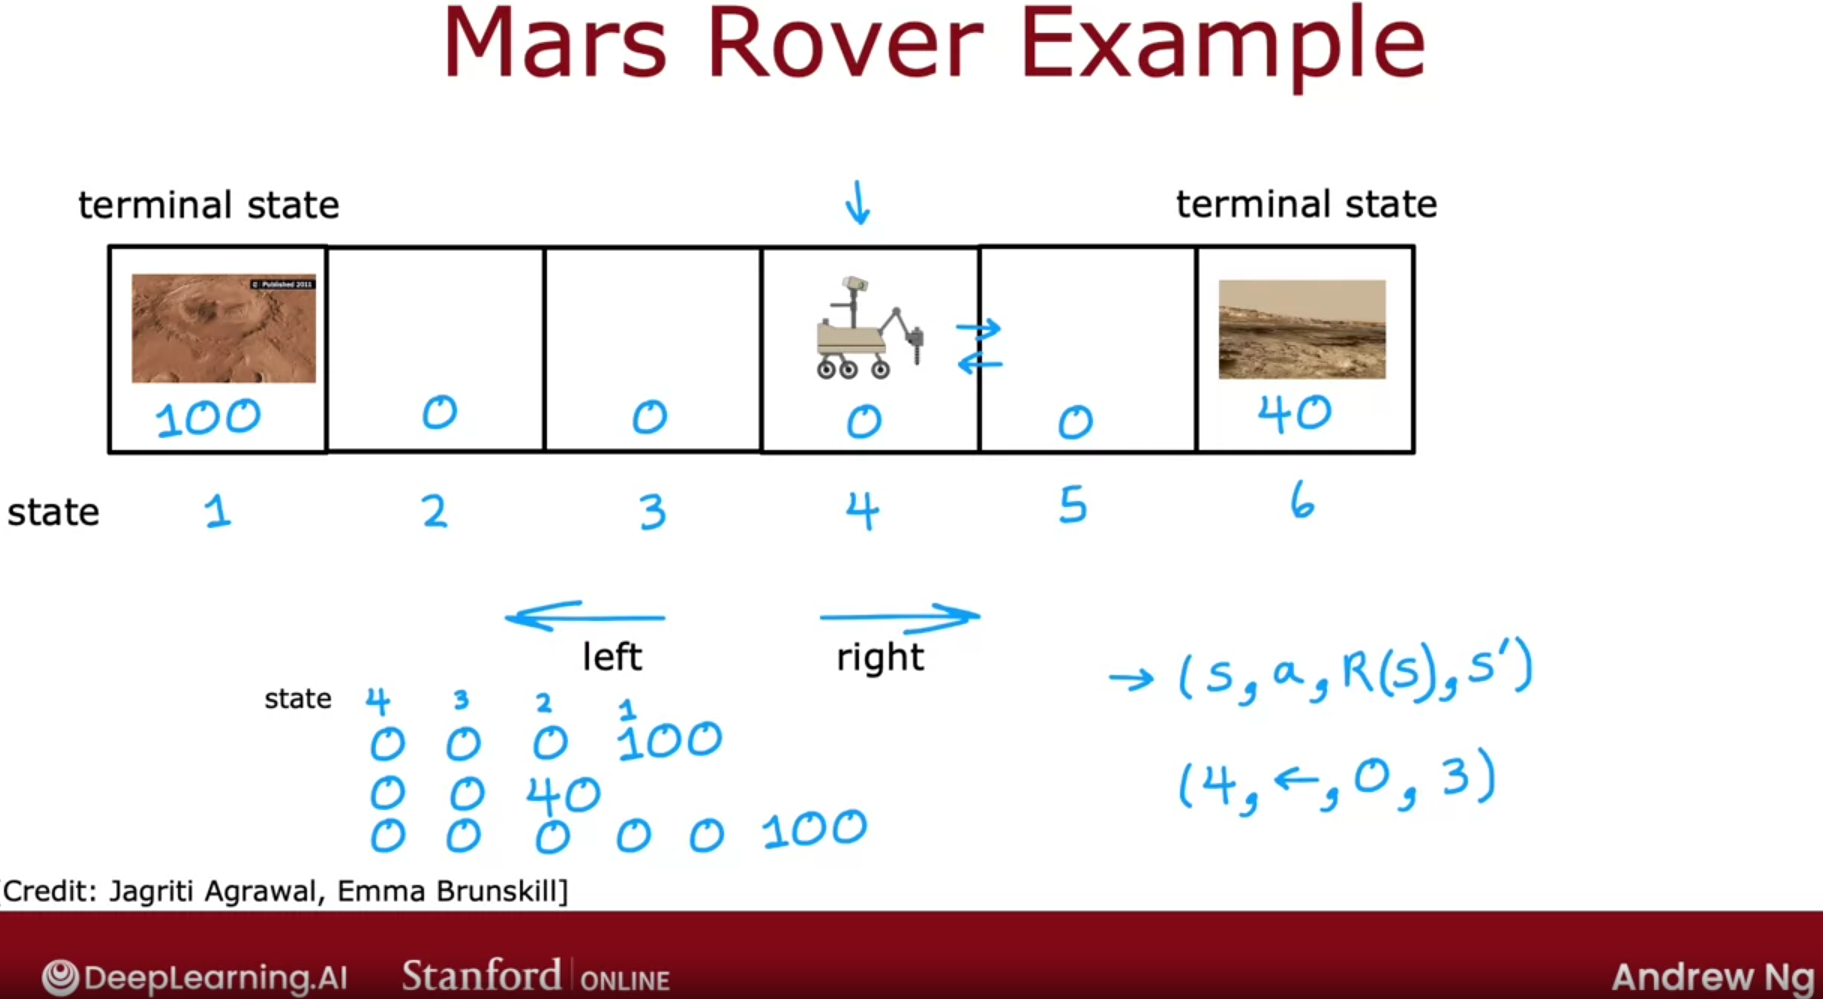 Mars Rover Example
terminal state
terminal state
© Published 2011
100 0 0 0 0 40
state 1 2 3 4 5 6
left right
→ (s, a, R(s), s')
state 4 3 2 1
0 0 0 100
(4, ←, 0, 3)
0 0 40
0 0 0 0 0 100
Credit: Jagriti Agrawal, Emma Brunskill]
DeepLearning.AI Stanford ONLINE Andrew Ng